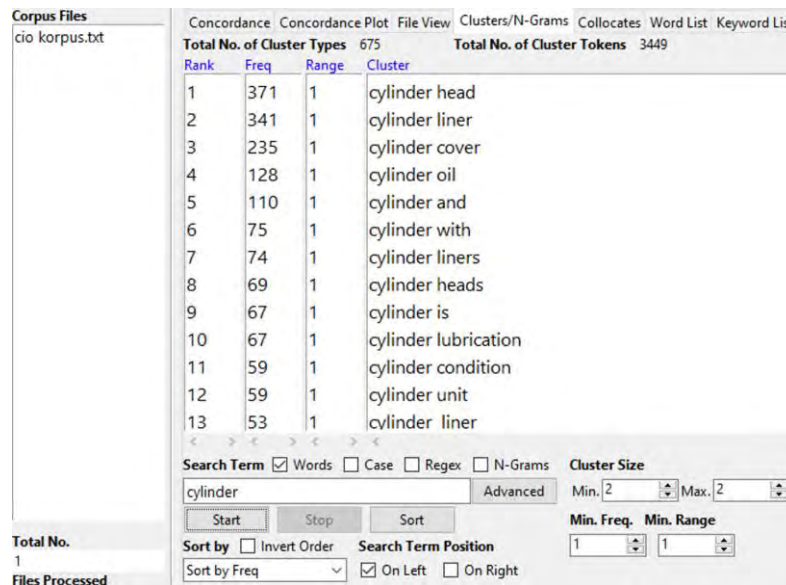 Corpus Files
cio korpus.txt
Concordance Concordance Plot File View Clusters/N-Grams Collocates Word List Keyword Lis
Total No. of Cluster Types 675 Total No. of Cluster Tokens 3449
Rank Freq Range Cluster
1 371 1 cylinder head
2 341 1 cylinder liner
3 235 1 cylinder cover
4 128 1 cylinder oil
5 110 1 cylinder and
6 75 1 cylinder with
7 74 1 cylinder liners
8 69 1 cylinder heads
9 67 1 cylinder is
10 67 1 cylinder lubrication
11 59 1 cylinder condition
12 59 1 cylinder unit
13 53 1 cylinder liner
Search Term Words Case Regex N-Grams Cluster Size
cylinder Advanced Min. 2 Max. 2
Start Stop Sort Min. Freq. Min. Range
Total No.
1
Sort by Invert Order Search Term Position 1 1
Files Processed
Sort by Freq On Left On Right